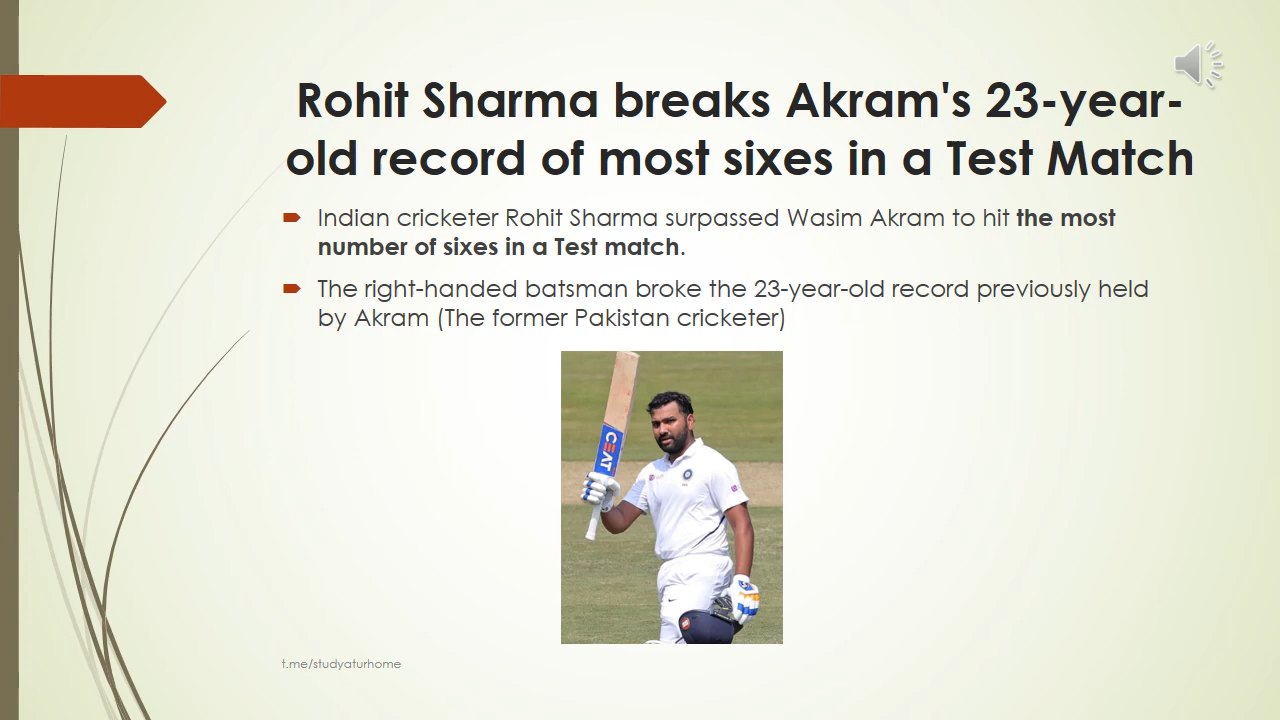 Rohit Sharma breaks Akram's 23-year-
old record of most sixes in a Test Match
Indian cricketer Rohit Sharma surpassed Wasim Akram to hit the most
number of sixes in a Test match.
The right-handed batsman broke the 23-year-old record previously held
by Akram (The former Pakistan cricketer)
CEAT
t.me/studyaturhome